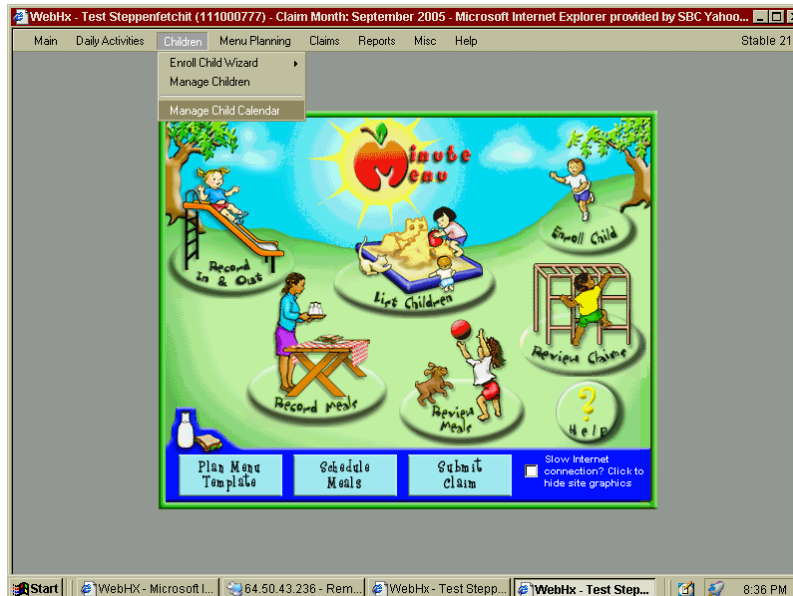 WebHx - Test Steppenfetchit (111000777) - Claim Month: September 2005 - Microsoft Internet Explorer provided by SBC Yahoo...
Main Daily Activities Children Menu Planning Claims Reports Misc Help Stable 21
Enroll Child Wizard
Manage Children
Manage Child Calendar
Minute
Menu
Enroll Child
Record
In & Out
List Children
Review Claims
Record Meals
Review
Meals
?
Help
Plan Menu
Template
Schedule
Meals
Submit
Claim
Slow Internet
connection? Click to
hide site graphics
Start WebHX - Microsoft I... 64.50.43.236 - Rem... WebHx - Test Stepp... WebHx - Test Step... 8:36 PM